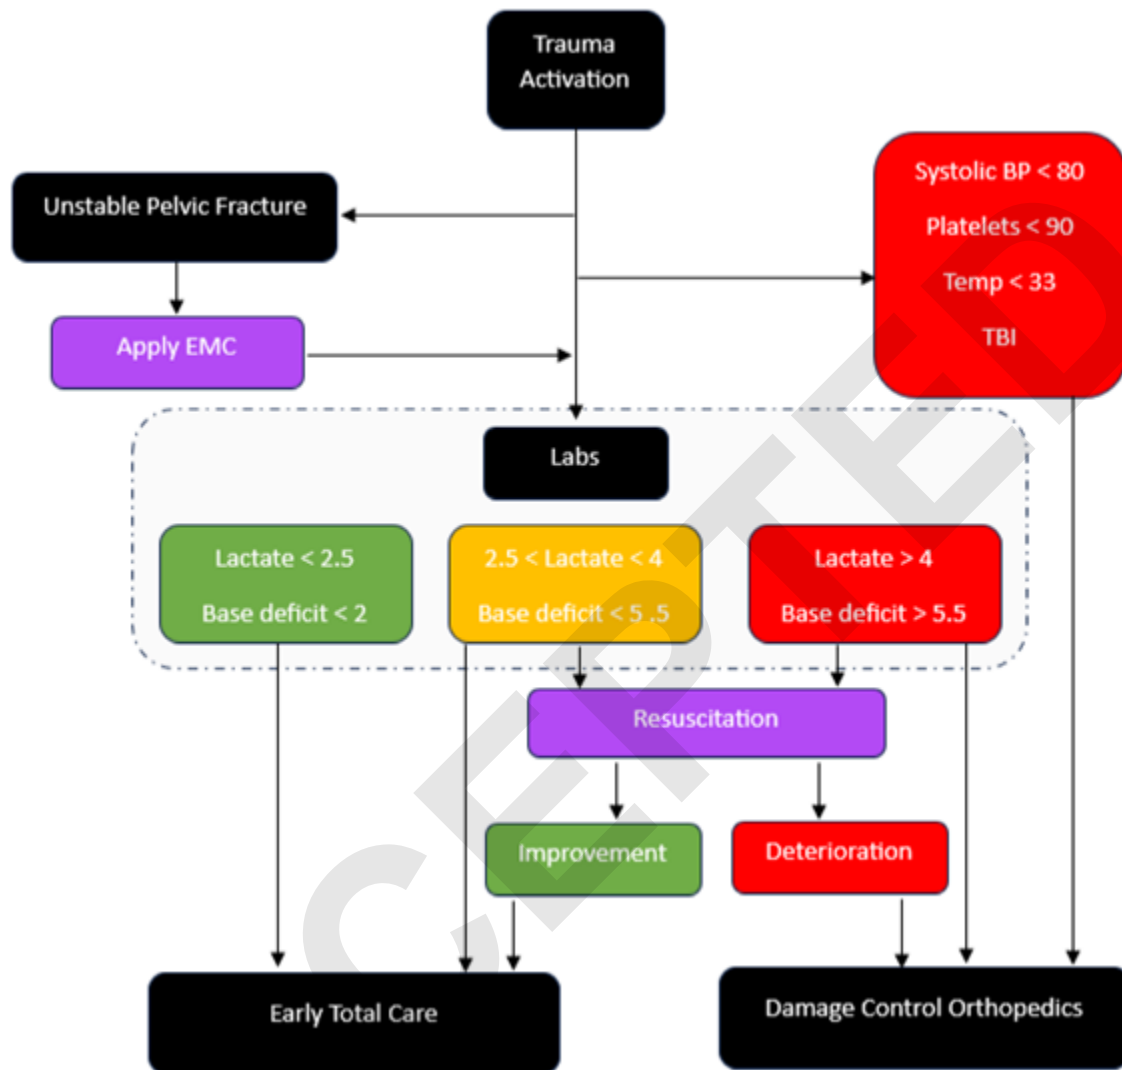 Trauma
Activation
Systolic BP < 80
Platelets < 90
Temp < 33
TBI
Unstable Pelvic Fracture
Apply EMC
Labs
Lactate < 2.5
Base deficit < 2
2.5 < Lactate < 4
Base deficit < 5 .5
Lactate > 4
Base deficit > 5.5
Resuscitation
Improvement
Deterioration
Early Total Care
Damage Control Orthopedics
CEPTED